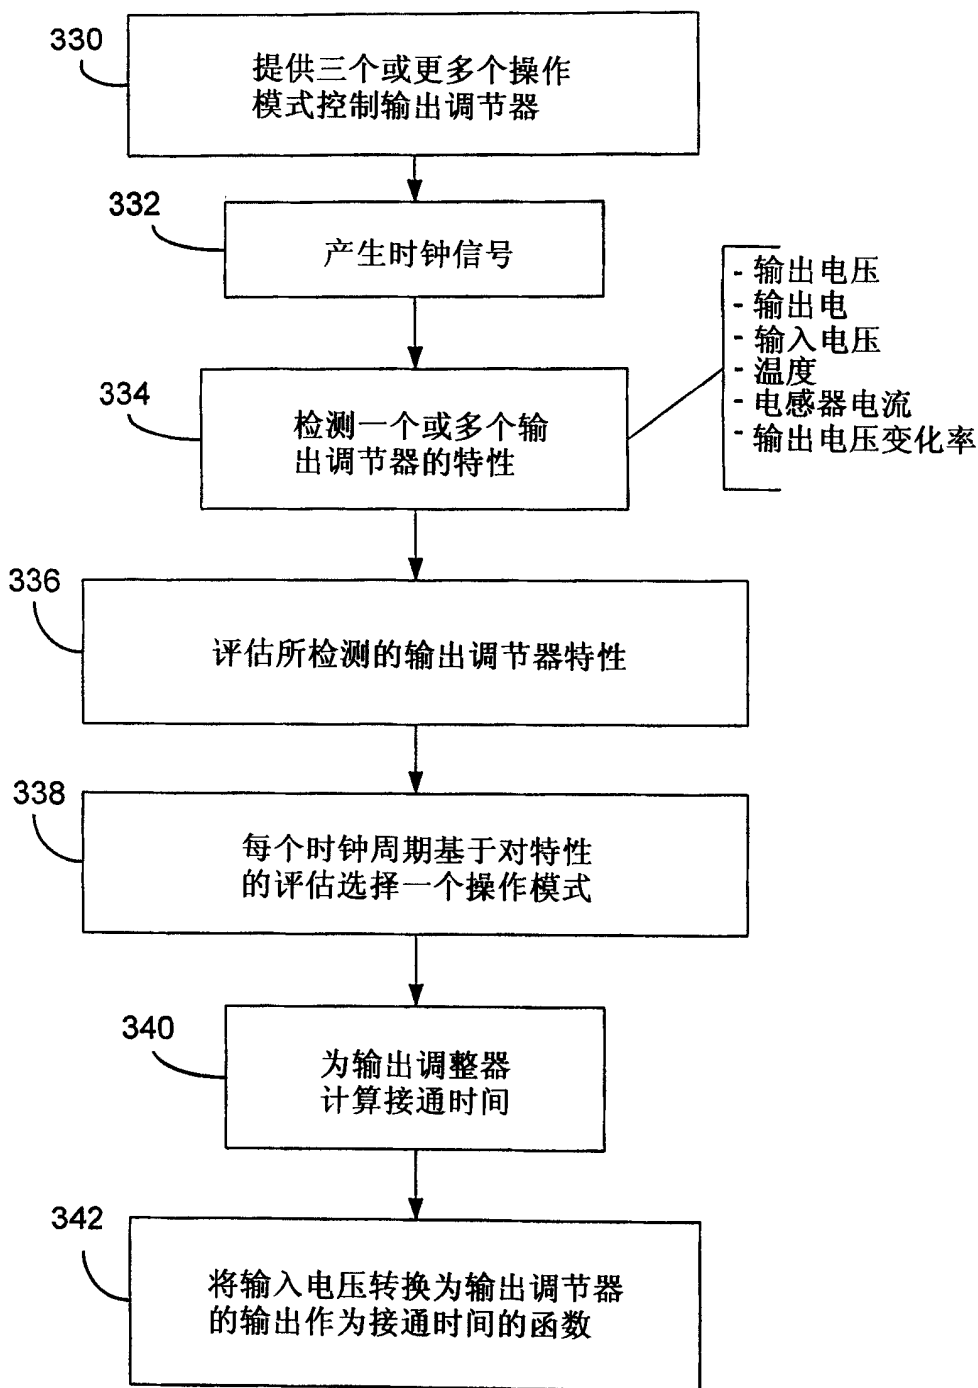 330
提供三个或更多个操作
模式控制输出调节器
332
产生时钟信号
334
检测一个或多个输
出调节器的特性
- 输出电压
- 输出电
- 输入电压
- 温度
- 电感器电流
- 输出电压变化率
336
评估所检测的输出调节器特性
338
每个时钟周期基于对特性
的评估选择一个操作模式
340
为输出调整器
计算接通时间
342
将输入电压转换为输出调节器
的输出作为接通时间的函数